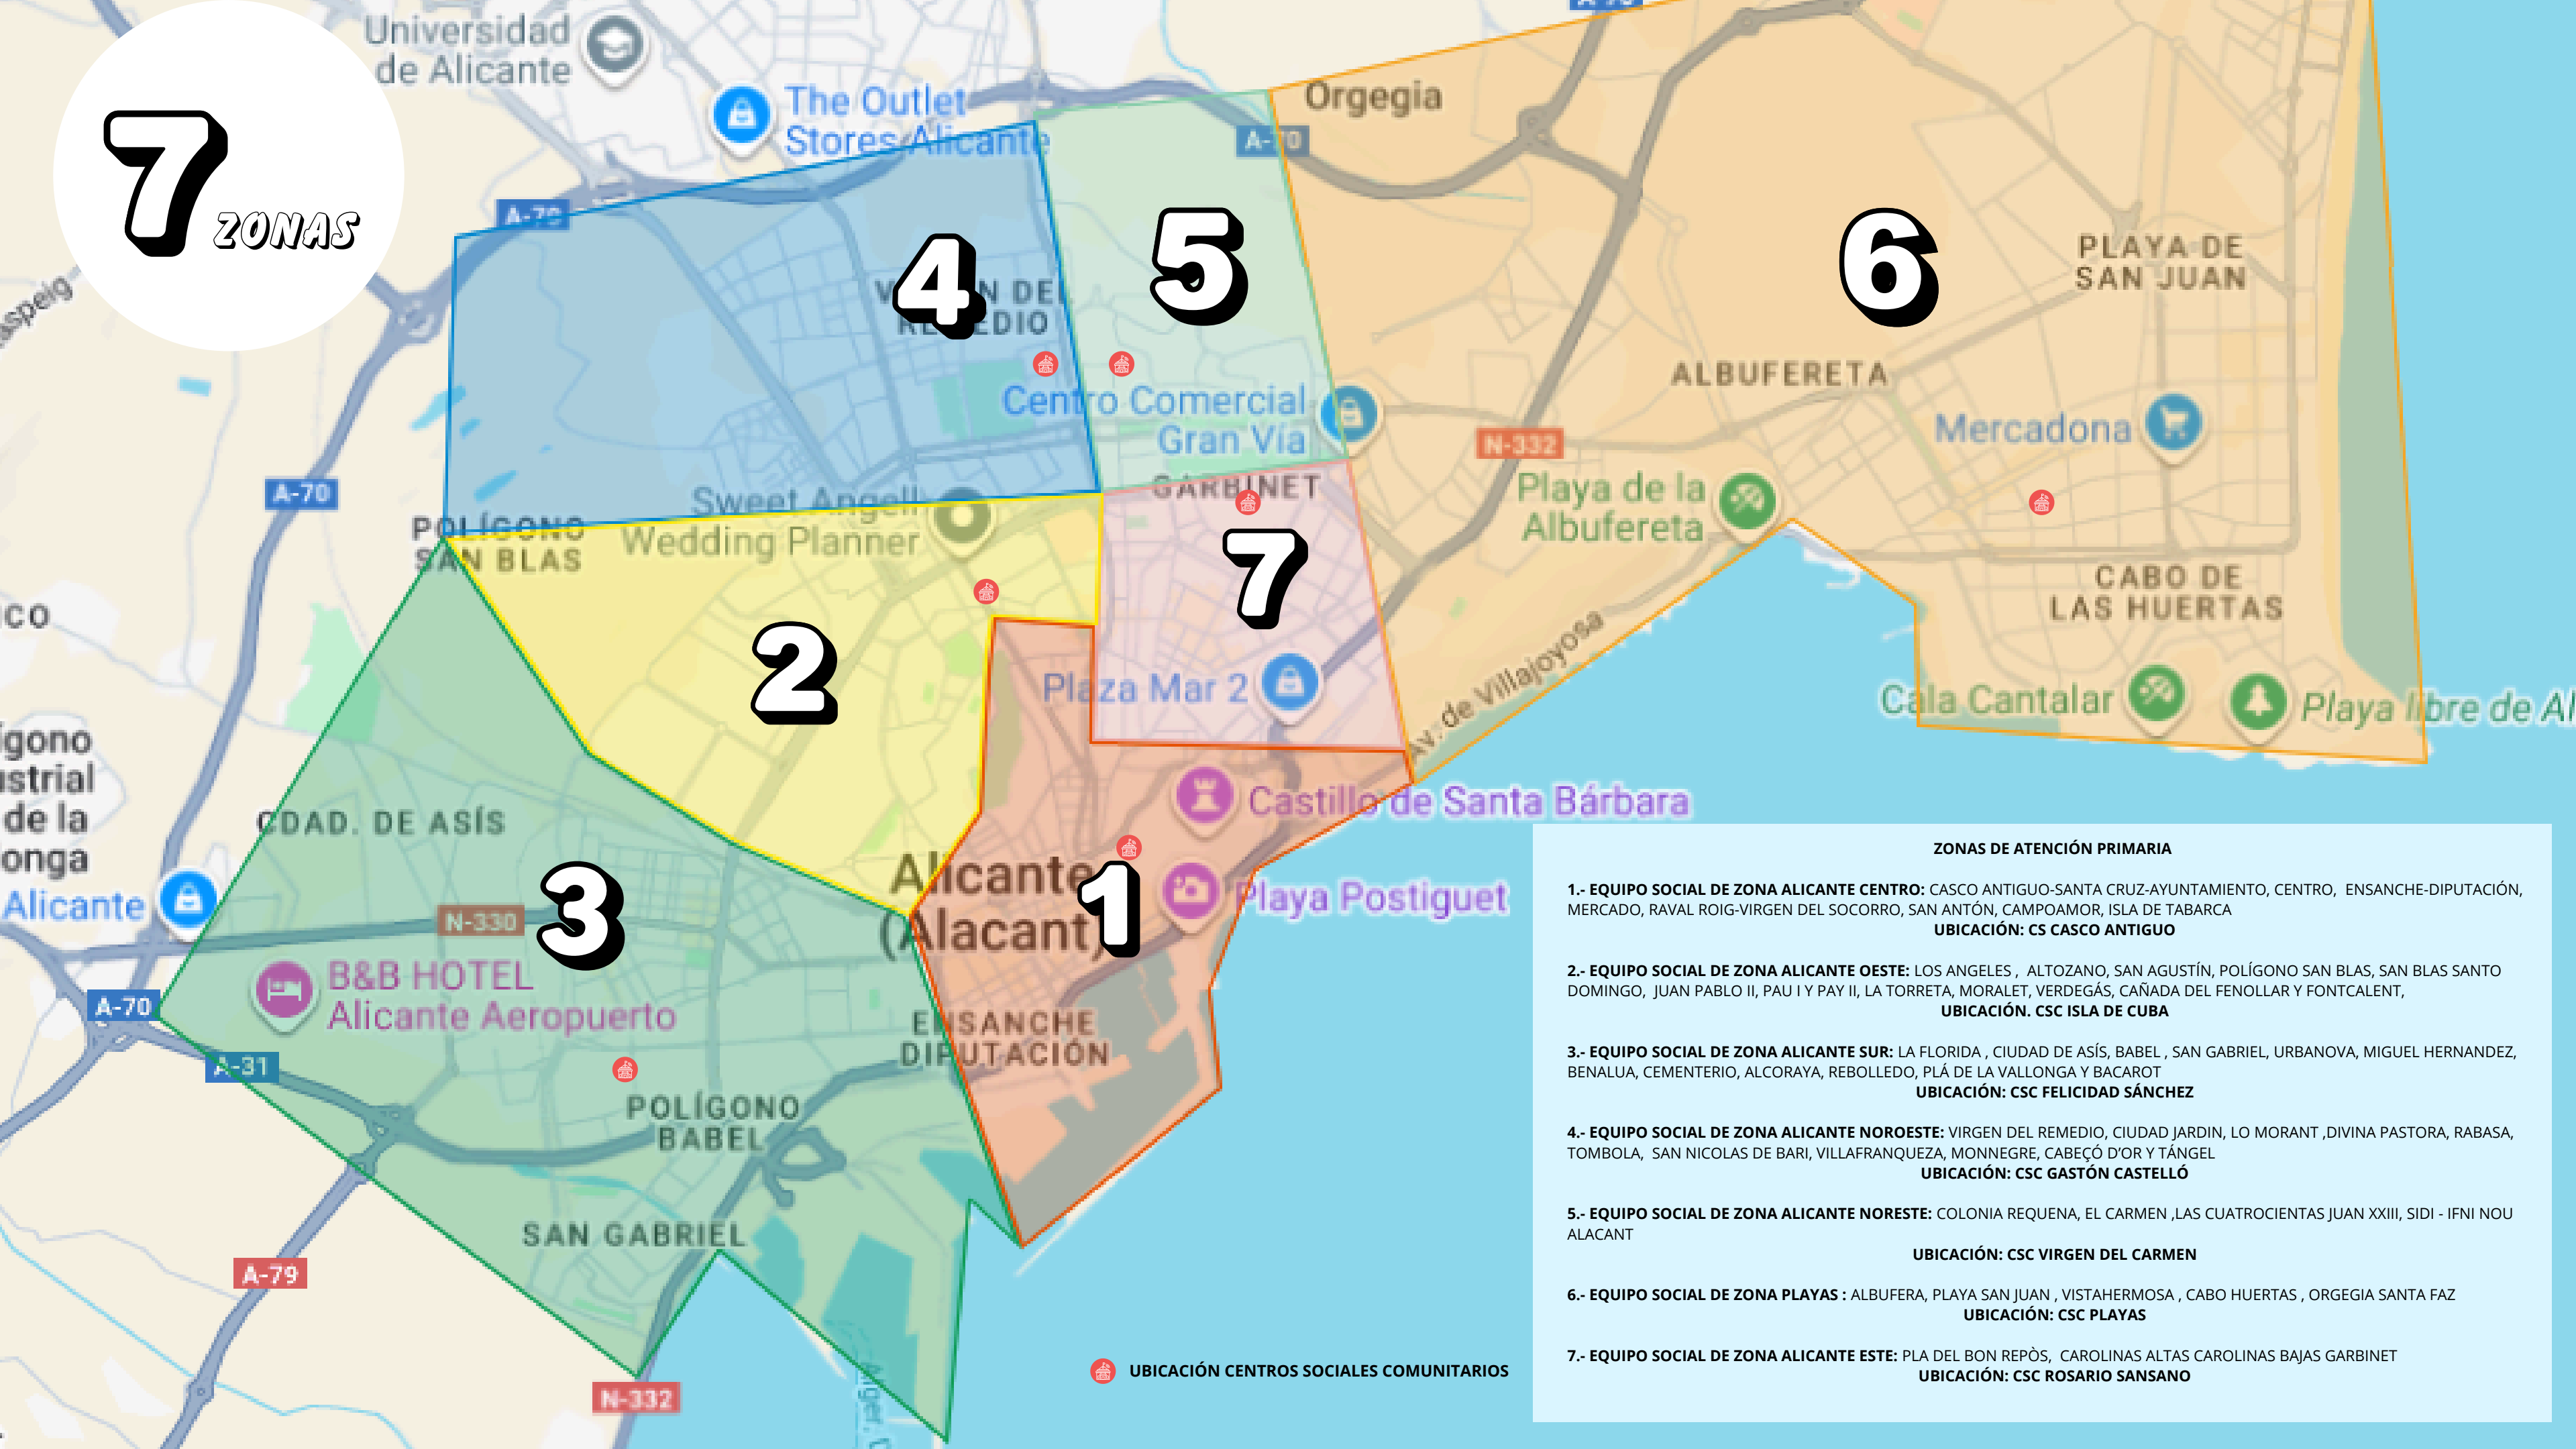 7 ZONAS
Universidad
de Alicante
The Outlet
Stores Alicante
A-70
Orgegia
A-70
A-70
4
5
6
PLAYA DE
SAN JUAN
ALBUFERETA
Centro Comercial
Gran Vía
Mercadona
N-332
A-70
Sweet Angell
Wedding Planner
GARBINET
Playa de la
Albufereta
POLÍGONO
SAN BLAS
7
2
CABO DE
LAS HUERTAS
Plaza Mar 2
Av. de Villajoyosa
Cala Cantalar
Playa libre de Al
CDAD. DE ASÍS
Castillo de Santa Bárbara
Alicante
(Alacant)
1
Playa Postiguet
Alicante
3
N-330
B&B HOTEL
Alicante Aeropuerto
A-70
A-31
ENSANCHE
DIPUTACIÓN
POLÍGONO
BABEL
SAN GABRIEL
A-79
N-332
UBICACIÓN CENTROS SOCIALES COMUNITARIOS
ZONAS DE ATENCIÓN PRIMARIA
1.- EQUIPO SOCIAL DE ZONA ALICANTE CENTRO: CASCO ANTIGUO-SANTA CRUZ-AYUNTAMIENTO, CENTRO, ENSANCHE-DIPUTACIÓN,
MERCADO, RAVAL ROIG-VIRGEN DEL SOCORRO, SAN ANTÓN, CAMPOAMOR, ISLA DE TABARCA
UBICACIÓN: CS CASCO ANTIGUO
2.- EQUIPO SOCIAL DE ZONA ALICANTE OESTE: LOS ANGELES , ALTOZANO, SAN AGUSTÍN, POLÍGONO SAN BLAS, SAN BLAS SANTO
DOMINGO, JUAN PABLO II, PAU I Y PAY II, LA TORRETA, MORALET, VERDEGÁS, CAÑADA DEL FENOLLAR Y FONTCALENT,
UBICACIÓN. CSC ISLA DE CUBA
3.- EQUIPO SOCIAL DE ZONA ALICANTE SUR: LA FLORIDA , CIUDAD DE ASÍS, BABEL , SAN GABRIEL, URBANOVA, MIGUEL HERNANDEZ,
BENALUA, CEMENTERIO, ALCORAYA, REBOLLEDO, PLÁ DE LA VALLONGA Y BACAROT
UBICACIÓN: CSC FELICIDAD SÁNCHEZ
4.- EQUIPO SOCIAL DE ZONA ALICANTE NOROESTE: VIRGEN DEL REMEDIO, CIUDAD JARDIN, LO MORANT ,DIVINA PASTORA, RABASA,
TOMBOLA, SAN NICOLAS DE BARI, VILLAFRANQUEZA, MONNEGRE, CABEÇÓ D'OR Y TÁNGEL
UBICACIÓN: CSC GASTÓN CASTELLÓ
5.- EQUIPO SOCIAL DE ZONA ALICANTE NORESTE: COLONIA REQUENA, EL CARMEN ,LAS CUATROCIENTAS JUAN XXIII, SIDI - IFNI NOU
ALACANT
UBICACIÓN: CSC VIRGEN DEL CARMEN
6.- EQUIPO SOCIAL DE ZONA PLAYAS : ALBUFERA, PLAYA SAN JUAN , VISTAHERMOSA , CABO HUERTAS , ORGEGIA SANTA FAZ
UBICACIÓN: CSC PLAYAS
7.- EQUIPO SOCIAL DE ZONA ALICANTE ESTE: PLA DEL BON REPÒS, CAROLINAS ALTAS CAROLINAS BAJAS GARBINET
UBICACIÓN: CSC ROSARIO SANSANO